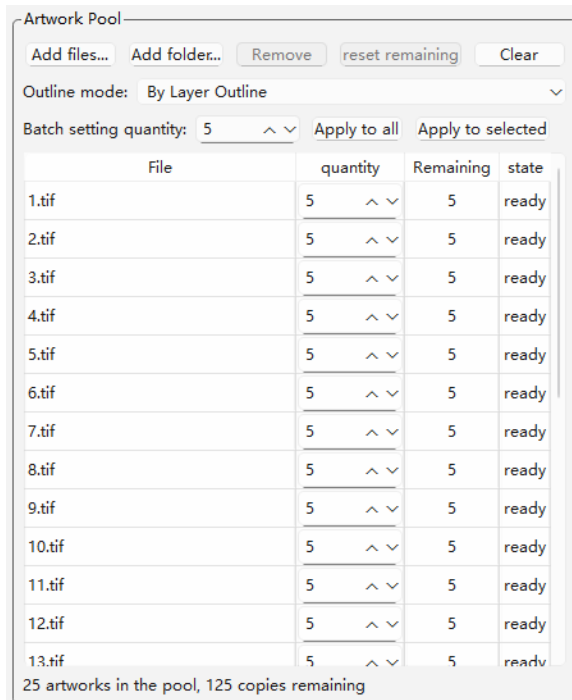 Artwork Pool
Add files... Add folder... Remove reset remaining Clear
Outline mode: By Layer Outline
Batch setting quantity: 5 Apply to all Apply to selected
File quantity Remaining state
1.tif 5 5 ready
2.tif 5 5 ready
3.tif 5 5 ready
4.tif 5 5 ready
5.tif 5 5 ready
6.tif 5 5 ready
7.tif 5 5 ready
8.tif 5 5 ready
9.tif 5 5 ready
10.tif 5 5 ready
11.tif 5 5 ready
12.tif 5 5 ready
13.tif 5 5 ready
25 artworks in the pool, 125 copies remaining